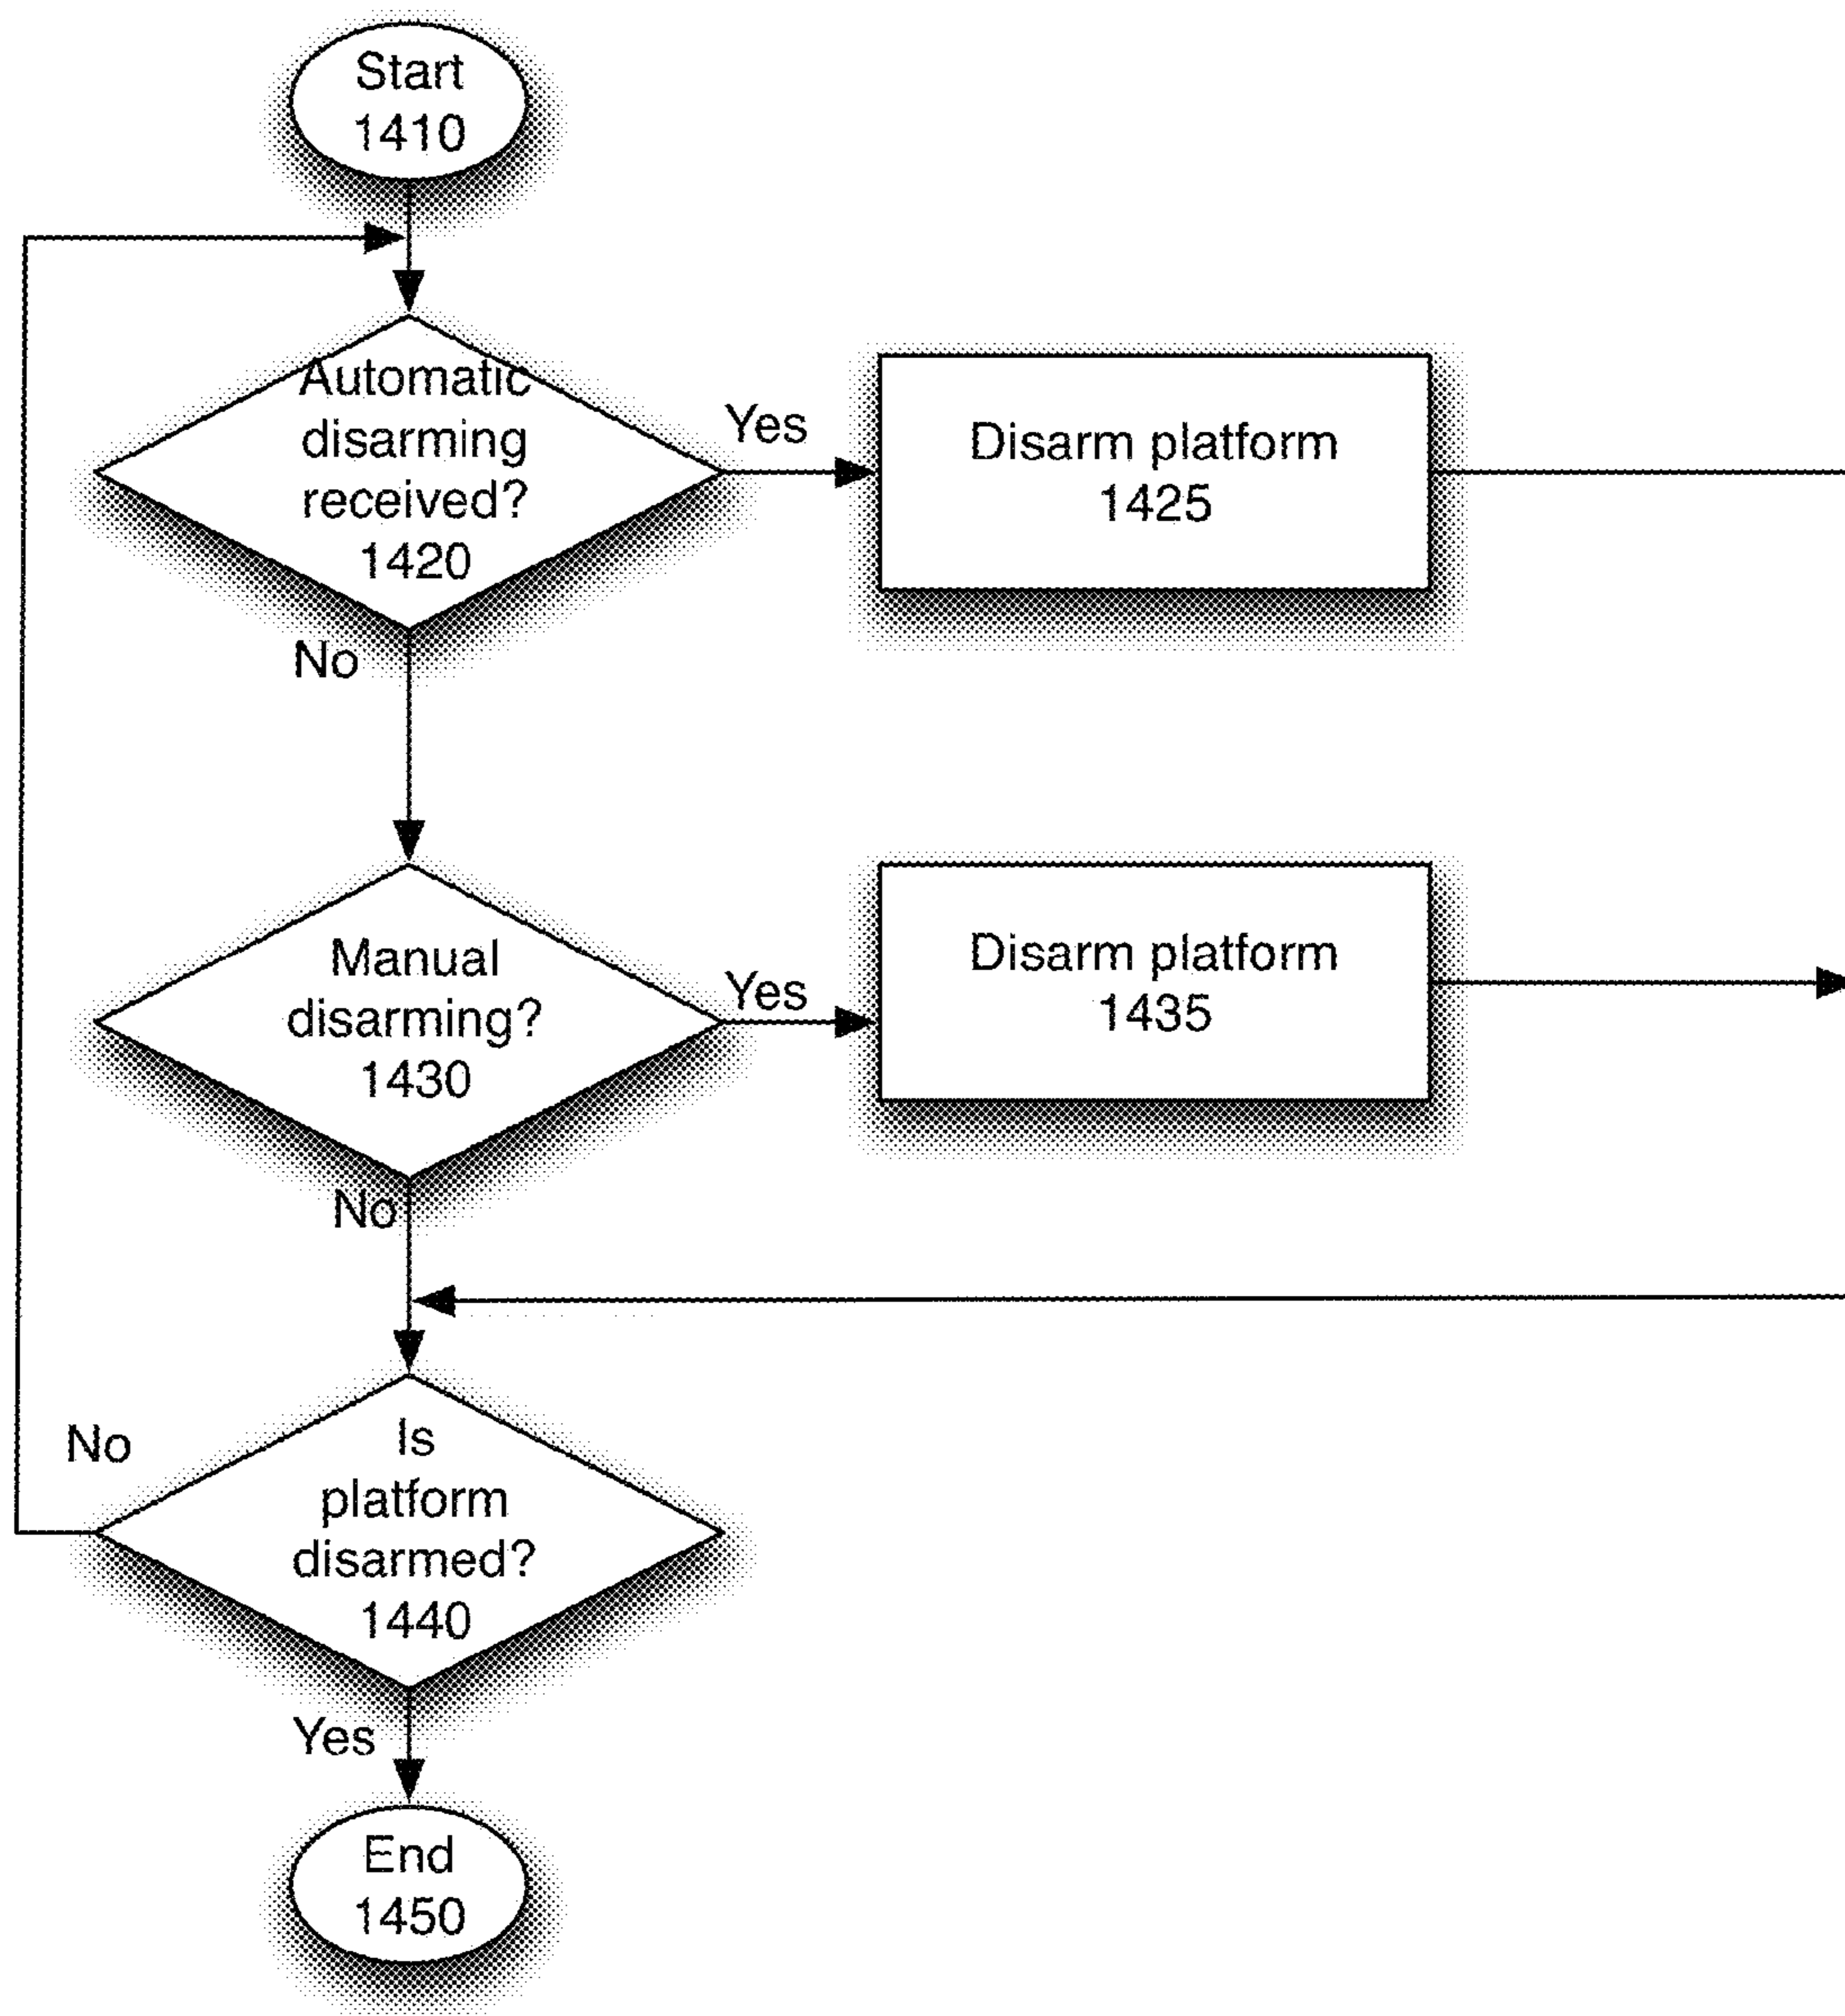 Start
1410
Automatic
disarming
received?
1420
Yes
Disarm platform
1425
No
Manual
disarming?
1430
Yes
Disarm platform
1435
No
Is
platform
disarmed?
1440
No
Yes
End
1450